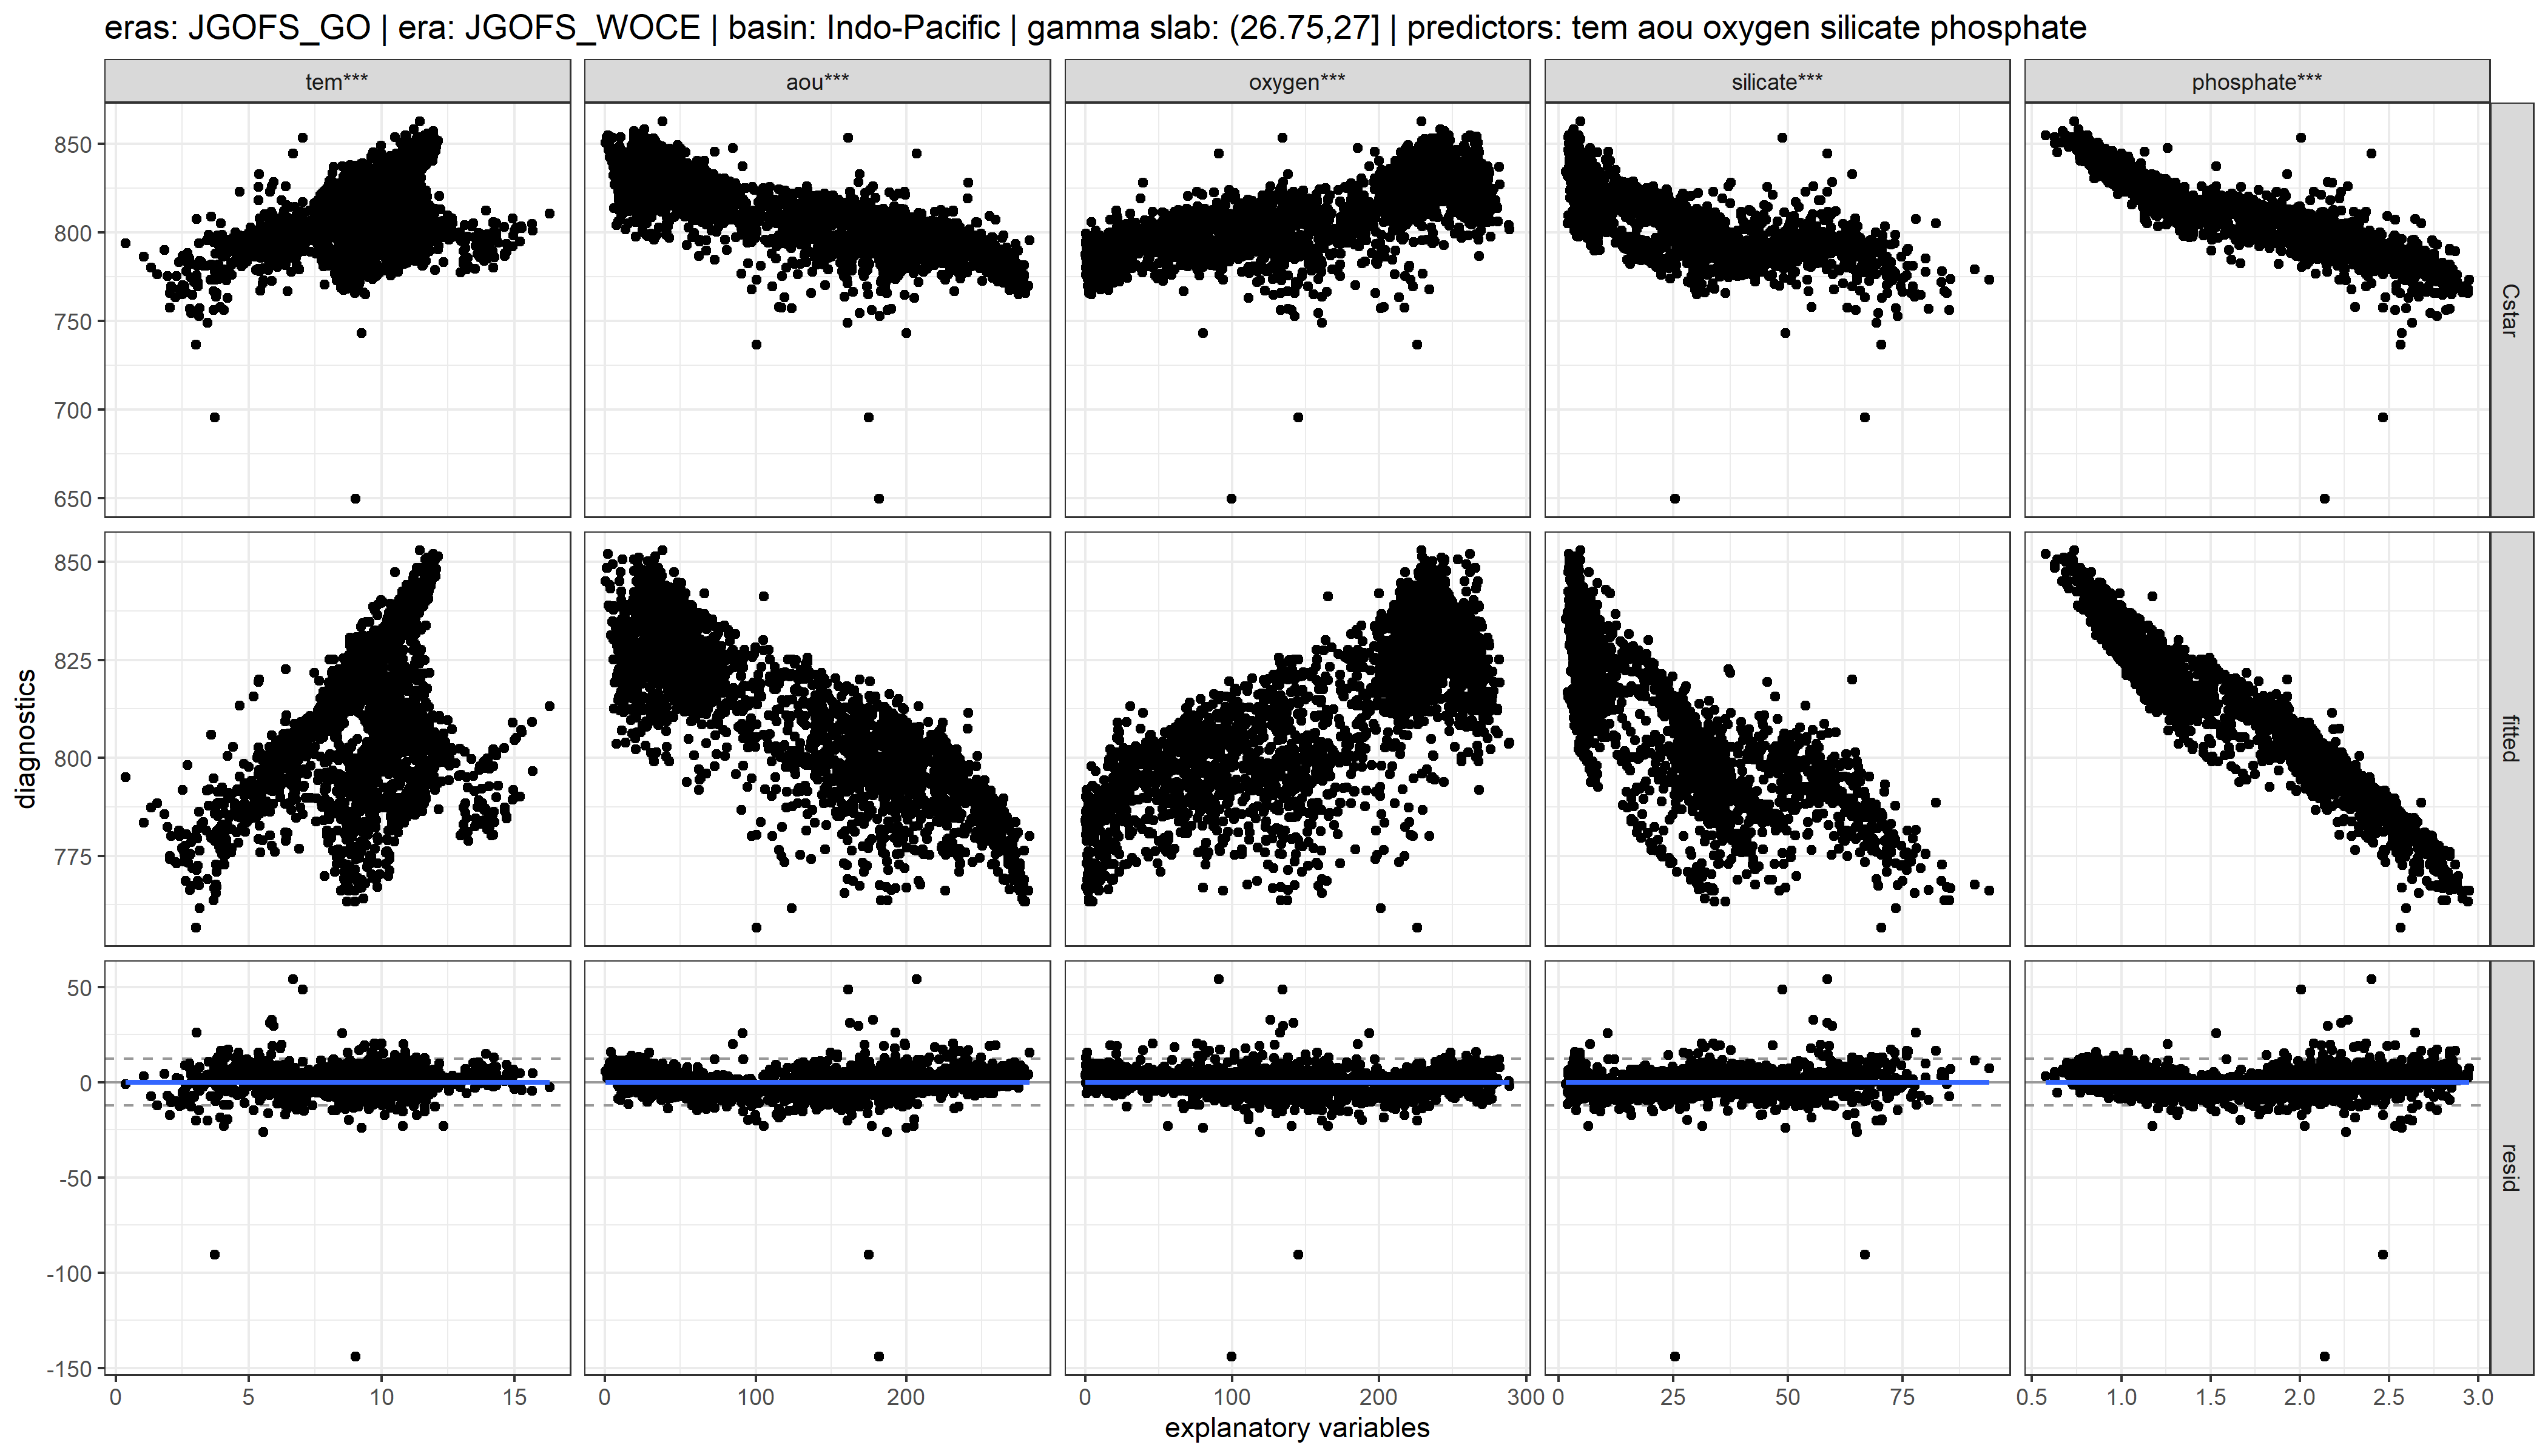 eras: JGOFS_GO | era: JGOFS_WOCE | basin: Indo-Pacific | gamma slab: (26.75,27] | predictors: tem aou oxygen silicate phosphate
tem*** aou*** oxygen*** silicate*** phosphate***
850
800
750
700
650
Cstar
850
825
800
775
fitted
diagnostics
50
0
-50
-100
-150
resid
0 5 10 15 0 100 200 0 100 200 300 0 25 50 75 0.5 1.0 1.5 2.0 2.5 3.0
explanatory variables